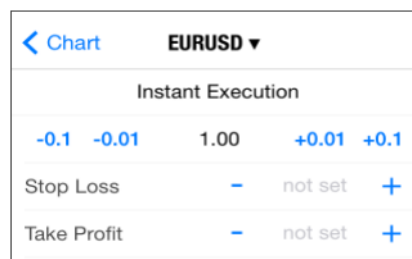 Chart EURUSD ▾
Instant Execution
-0.1 -0.01 1.00 +0.01 +0.1
Stop Loss - not set +
Take Profit - not set +